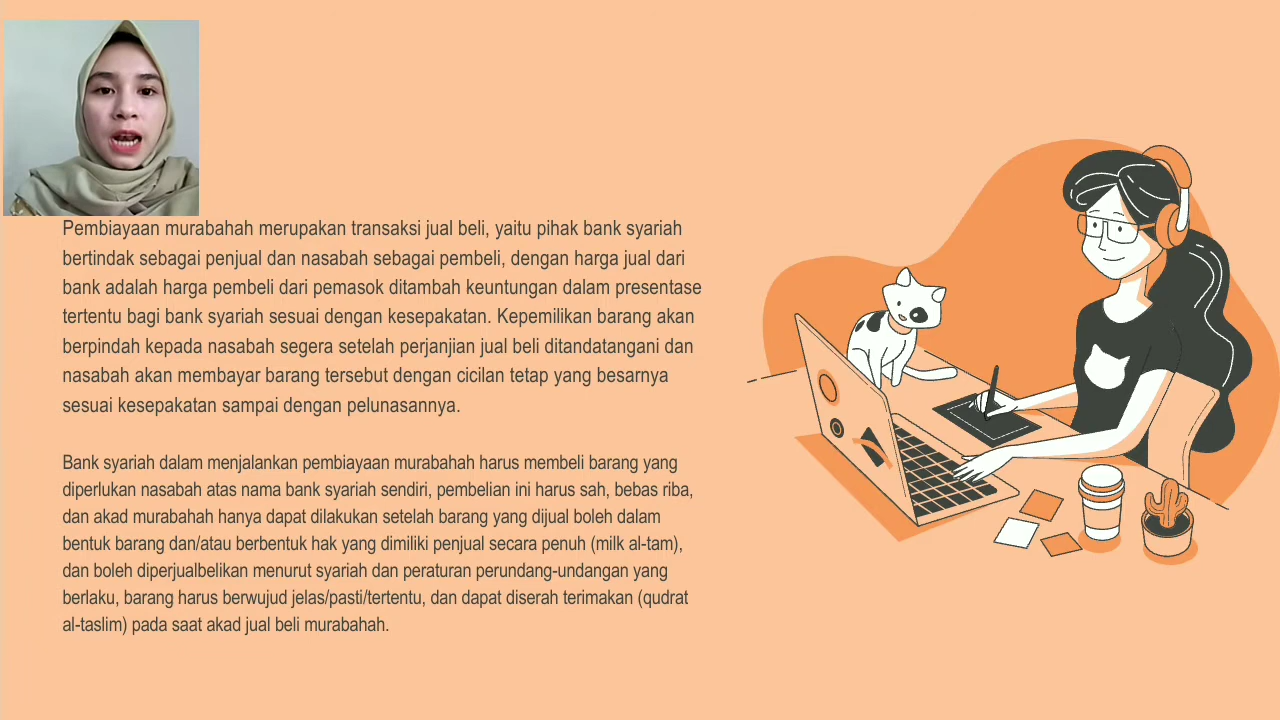 Pembiayaan murabahah merupakan transaksi jual beli, yaitu pihak bank syariah
bertindak sebagai penjual dan nasabah sebagai pembeli, dengan harga jual dari
bank adalah harga pembeli dari pemasok ditambah keuntungan dalam presentase
tertentu bagi bank syariah sesuai dengan kesepakatan. Kepemilikan barang akan
berpindah kepada nasabah segera setelah perjanjian jual beli ditandatangani dan
nasabah akan membayar barang tersebut dengan cicilan tetap yang besarnya
sesuai kesepakatan sampai dengan pelunasannya.
Bank syariah dalam menjalankan pembiayaan murabahah harus membeli barang yang
diperlukan nasabah atas nama bank syariah sendiri, pembelian ini harus sah, bebas riba,
dan akad murabahah hanya dapat dilakukan setelah barang yang dijual boleh dalam
bentuk barang dan/atau berbentuk hak yang dimiliki penjual secara penuh (milk al-tam),
dan boleh diperjualbelikan menurut syariah dan peraturan perundang-undangan yang
berlaku, barang harus berwujud jelas/pasti/tertentu, dan dapat diserah terimakan (qudrat
al-taslim) pada saat akad jual beli murabahah.